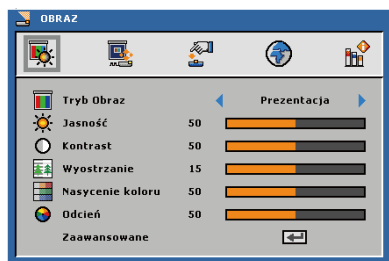 OBRAZ
Tryb Obraz Prezentacja
Jasność 50
Kontrast 50
Wyostrzanie 15
Nasycenie koloru 50
Odcień 50
Zaawansowane